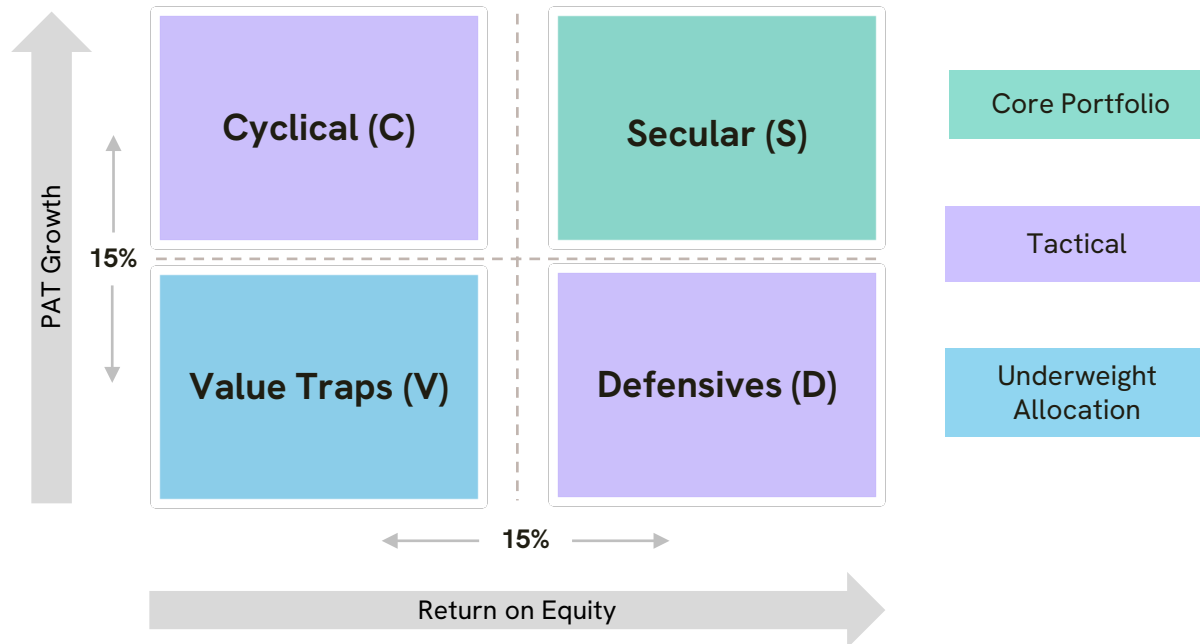 Cyclical (C)
Secular (S)
Core Portfolio
Tactical
PAT Growth
15%
Value Traps (V)
Defensives (D)
Underweight
Allocation
15%
Return on Equity